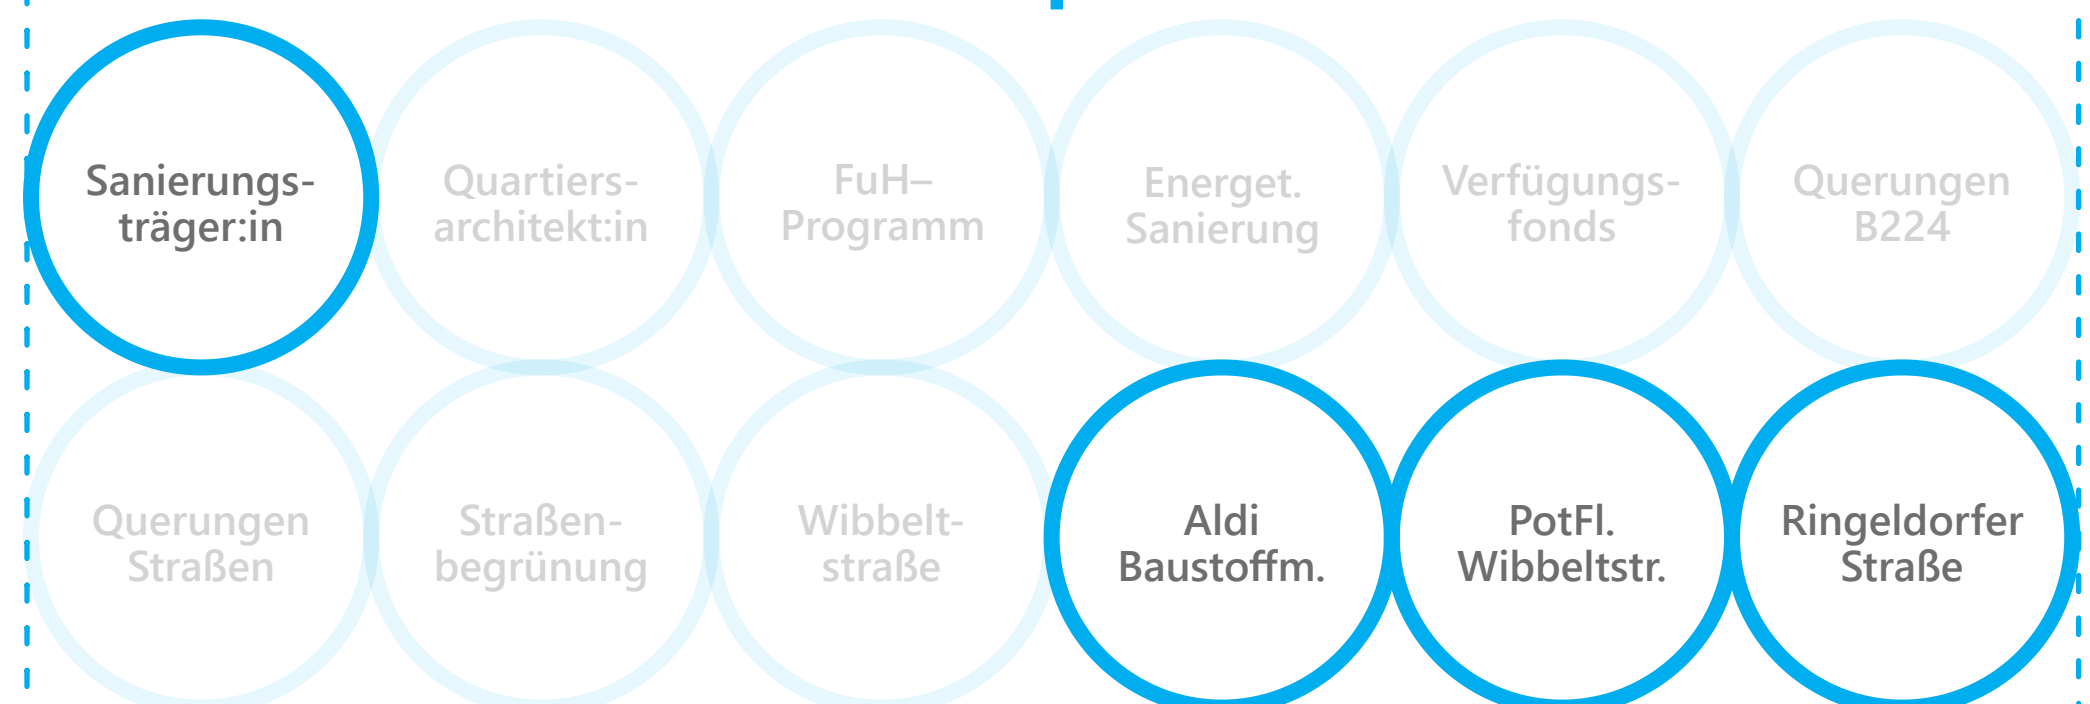 Sanierungs-
träger:in
Quartiers-
architekt:in
FuH–
Programm
Energet.
Sanierung
Verfügungs-
fonds
Querungen
B224
Querungen
Straßen
Straßen-
begrünung
Wibbelt-
straße
Aldi
Baustoffm.
PotFl.
Wibbeltstr.
Ringeldorfer
Straße